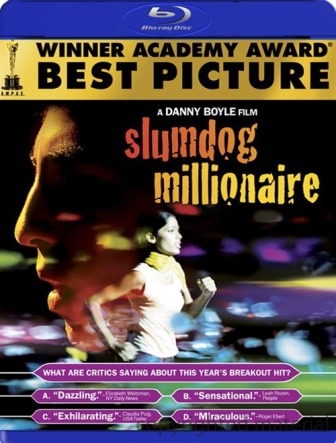 Blu-ray Disc
WINNER ACADEMY AWARD
BEST PICTURE
A.M.P.A.S.
A DANNY BOYLE FILM
slumdog
millionaire
WHAT ARE CRITICS SAYING ABOUT THIS YEAR'S BREAKOUT HIT?
A. "Dazzling." Elizabeth Weitzman, NY Daily News
B. "Sensational." Leah Rozen, People
C. "Exhilarating." Claudia Puig, USA Today
D. "Miraculous." -Roger Ebert